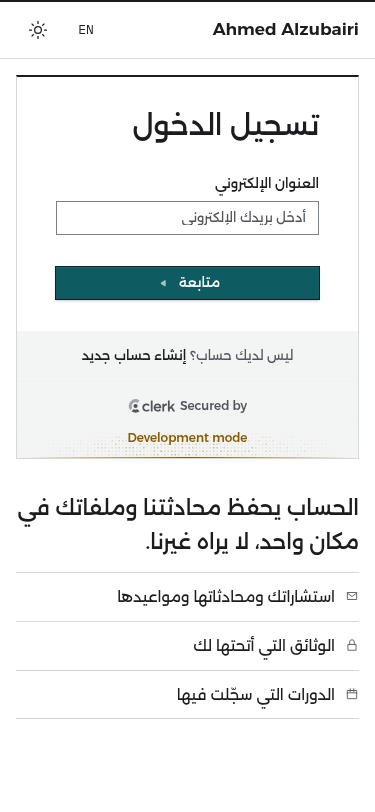 Ahmed Alzubairi
EN
تسجيل الدخول
العنوان الإلكتروني
أدخل بريدك الإلكتروني
متابعة
ليس لديك حساب؟ إنشاء حساب جديد
Secured by clerk
Development mode
الحساب يحفظ محادثتنا وملفاتك في
مكان واحد، لا يراه غيرنا.
استشاراتك ومحادثاتها ومواعيدها
الوثائق التي أتحتها لك
الدورات التي سجّلت فيها